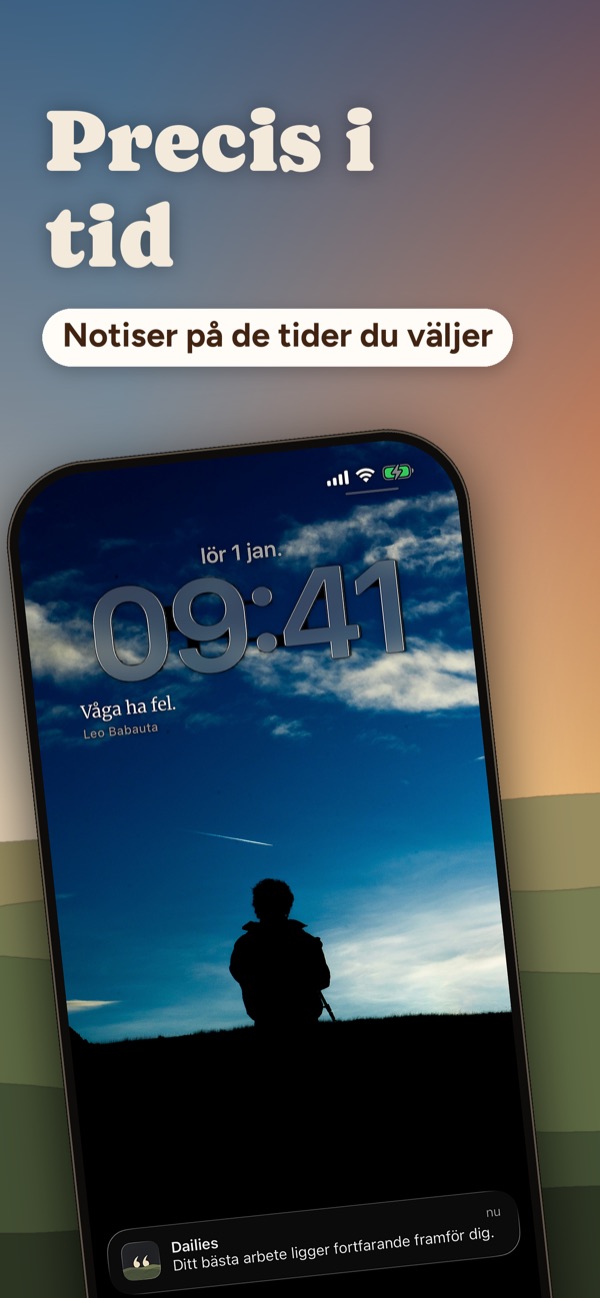 Precis i
tid
Notiser på de tider du väljer
lör 1 jan.
09:41
Våga ha fel.
Leo Babauta
nu
Dailies
Ditt bästa arbete ligger fortfarande framför dig.